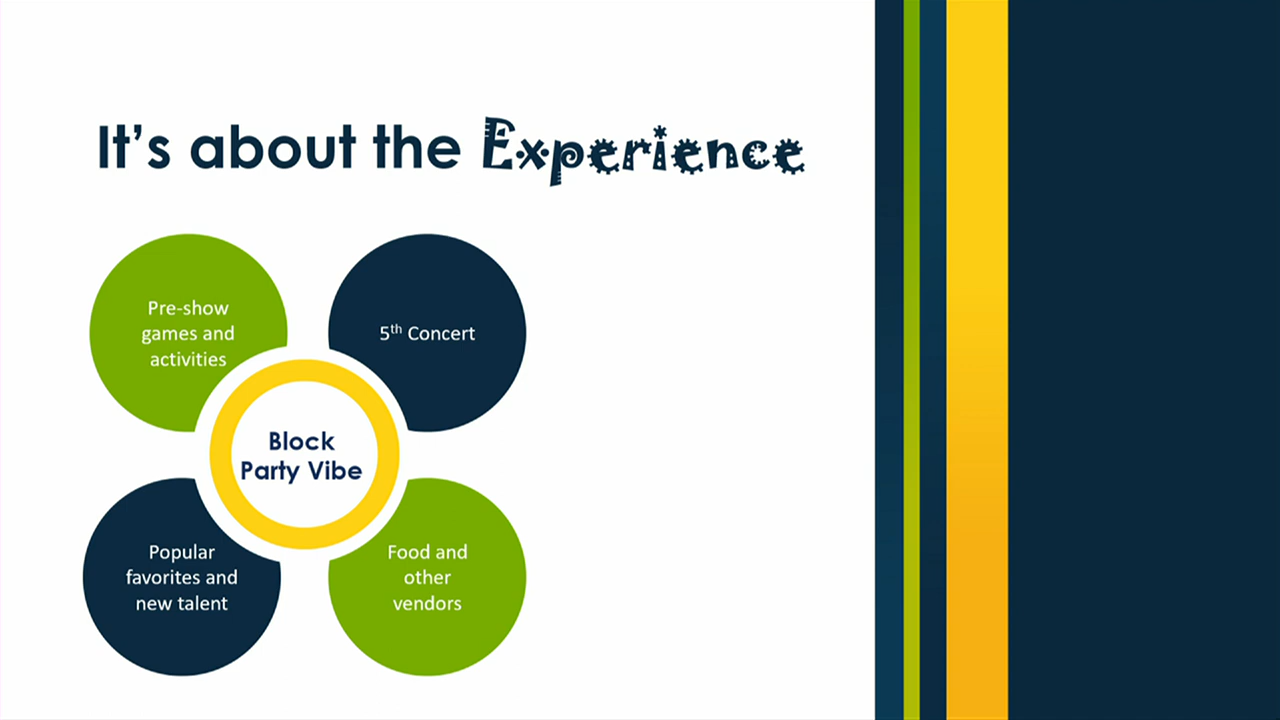 It's about the Experience
Pre-show
games and
activities
5th Concert
Block
Party Vibe
Popular
favorites and
new talent
Food and
other
vendors